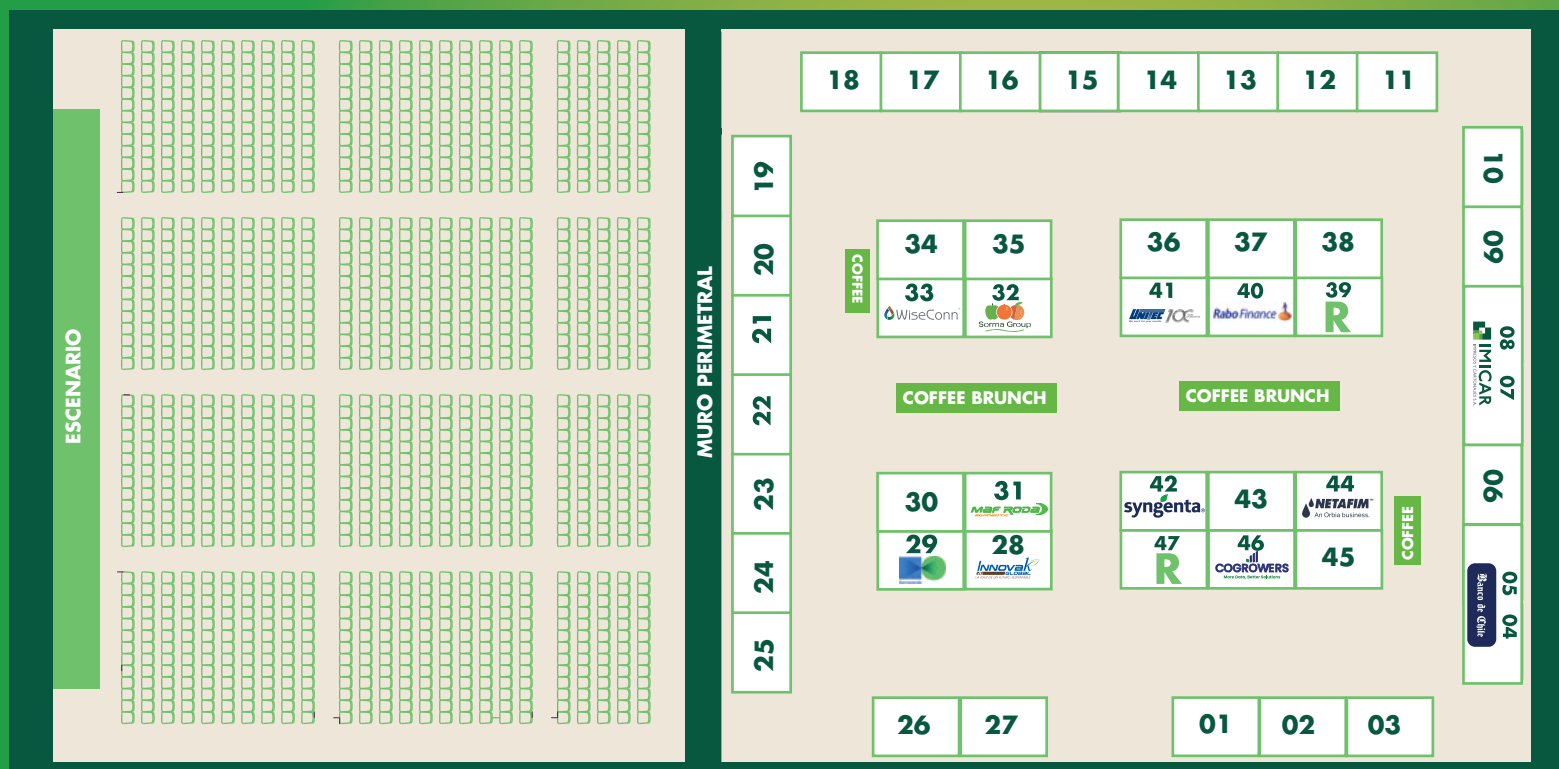 ESCENARIO
MURO PERIMETRAL
18 17 16 15 14 13 12 11
19
20
21
22
23
24
25
10
09
08 07
IMICAR
06
05 04
Banco de Chile
COFFEE
34 35
33 32
WiseConn
Sorma Group
36 37 38
41 40 39
UNITEC 100
Rabo Finance
R
COFFEE BRUNCH
COFFEE BRUNCH
30 31
MAF RODA
29 28
INNOVAK
GLOBAL
42 43 44
syngenta
NETAFIM™
An Orbia business.
47 46 45
R
COGROWERS
More Data, Better Solutions
COFFEE
26 27
01 02 03